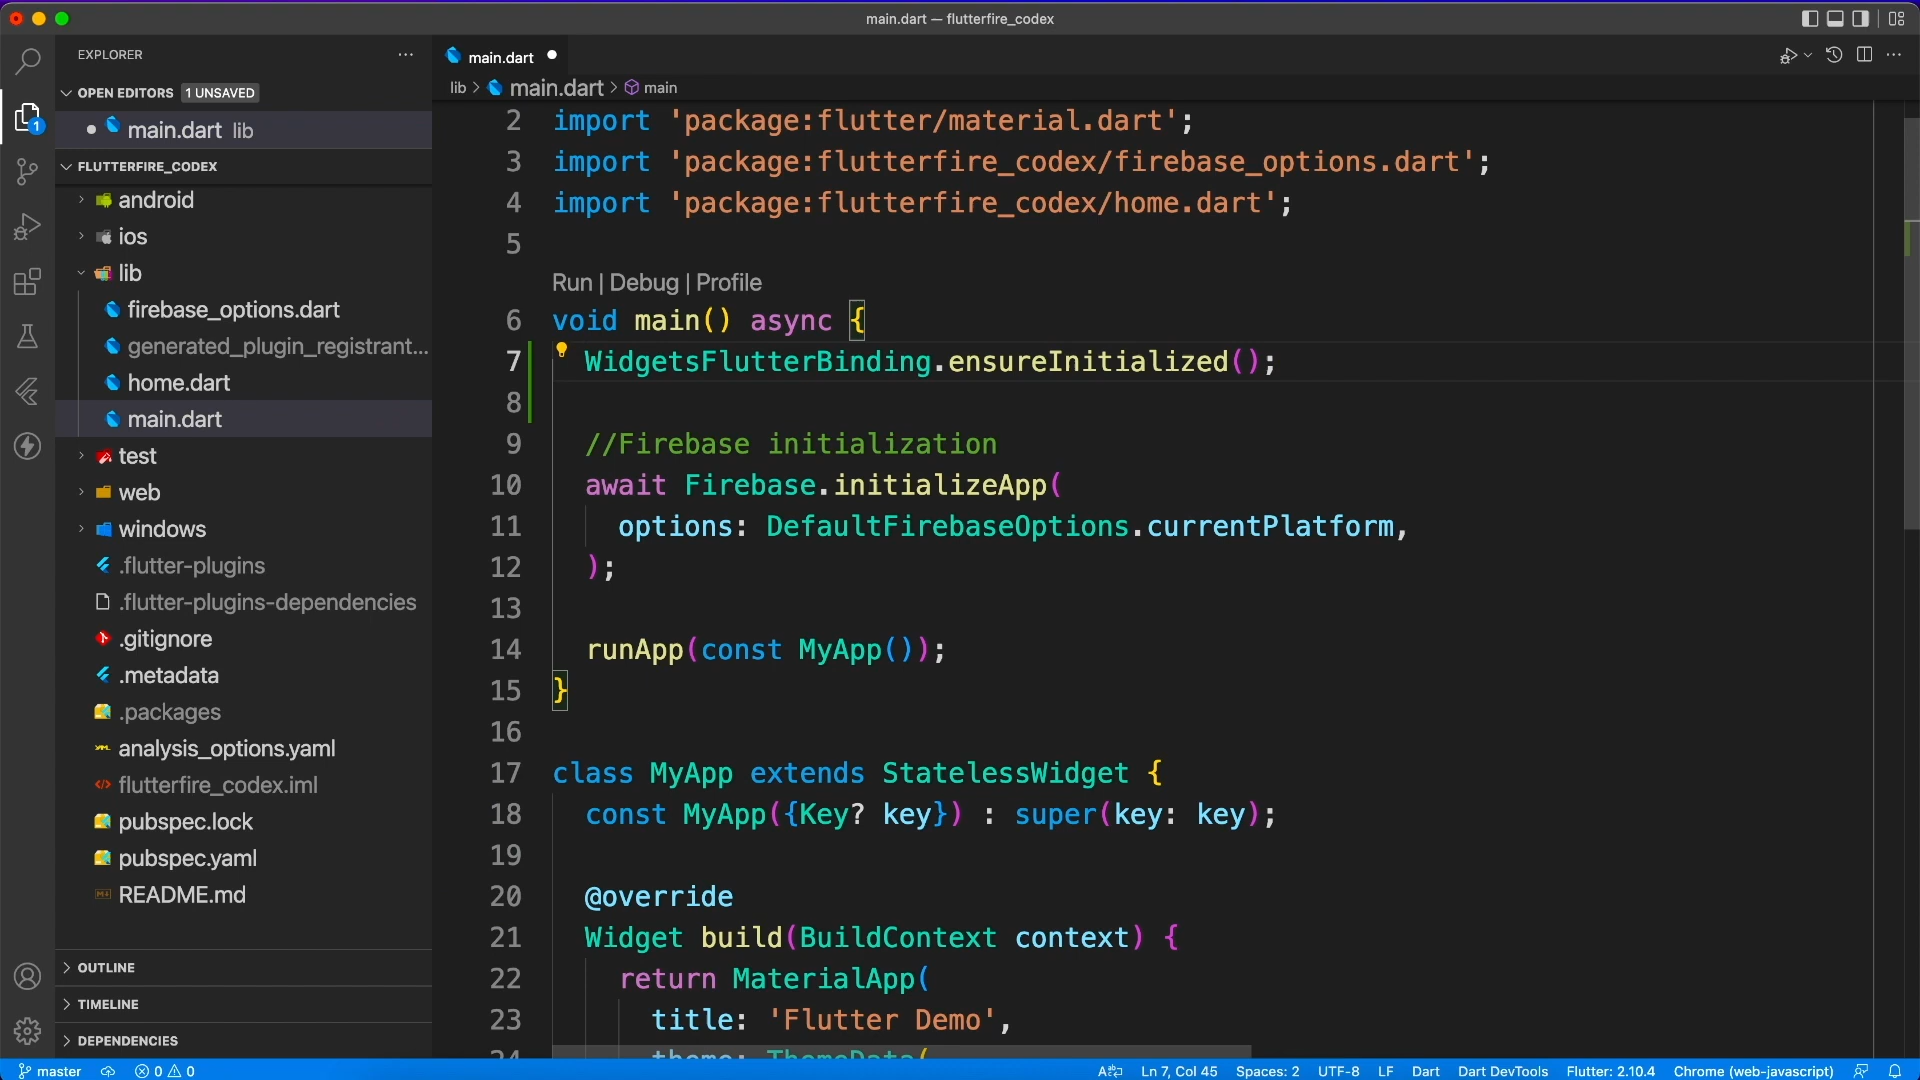 main.dart — flutterfire_codex
EXPLORER
OPEN EDITORS 1 UNSAVED
main.dart lib
FLUTTERFIRE_CODEX
android
ios
lib
firebase_options.dart
generated_plugin_registrant...
home.dart
main.dart
test
web
windows
.flutter-plugins
.flutter-plugins-dependencies
.gitignore
.metadata
.packages
analysis_options.yaml
flutterfire_codex.iml
pubspec.lock
pubspec.yaml
README.md
OUTLINE
TIMELINE
DEPENDENCIES
1
main.dart
lib > main.dart > main
2 import 'package:flutter/material.dart';
3 import 'package:flutterfire_codex/firebase_options.dart';
4 import 'package:flutterfire_codex/home.dart';
5
Run | Debug | Profile
6 void main() async {
7 WidgetsFlutterBinding.ensureInitialized();
8
9 //Firebase initialization
10 await Firebase.initializeApp(
11 options: DefaultFirebaseOptions.currentPlatform,
12 );
13
14 runApp(const MyApp());
15 }
16
17 class MyApp extends StatelessWidget {
18 const MyApp({Key? key}) : super(key: key);
19
20 @override
21 Widget build(BuildContext context) {
22 return MaterialApp(
23 title: 'Flutter Demo',
24 theme: ThemeData(
master 0 0 Ln 7, Col 45 Spaces: 2 UTF-8 LF Dart Dart DevTools Flutter: 2.10.4 Chrome (web-javascript)